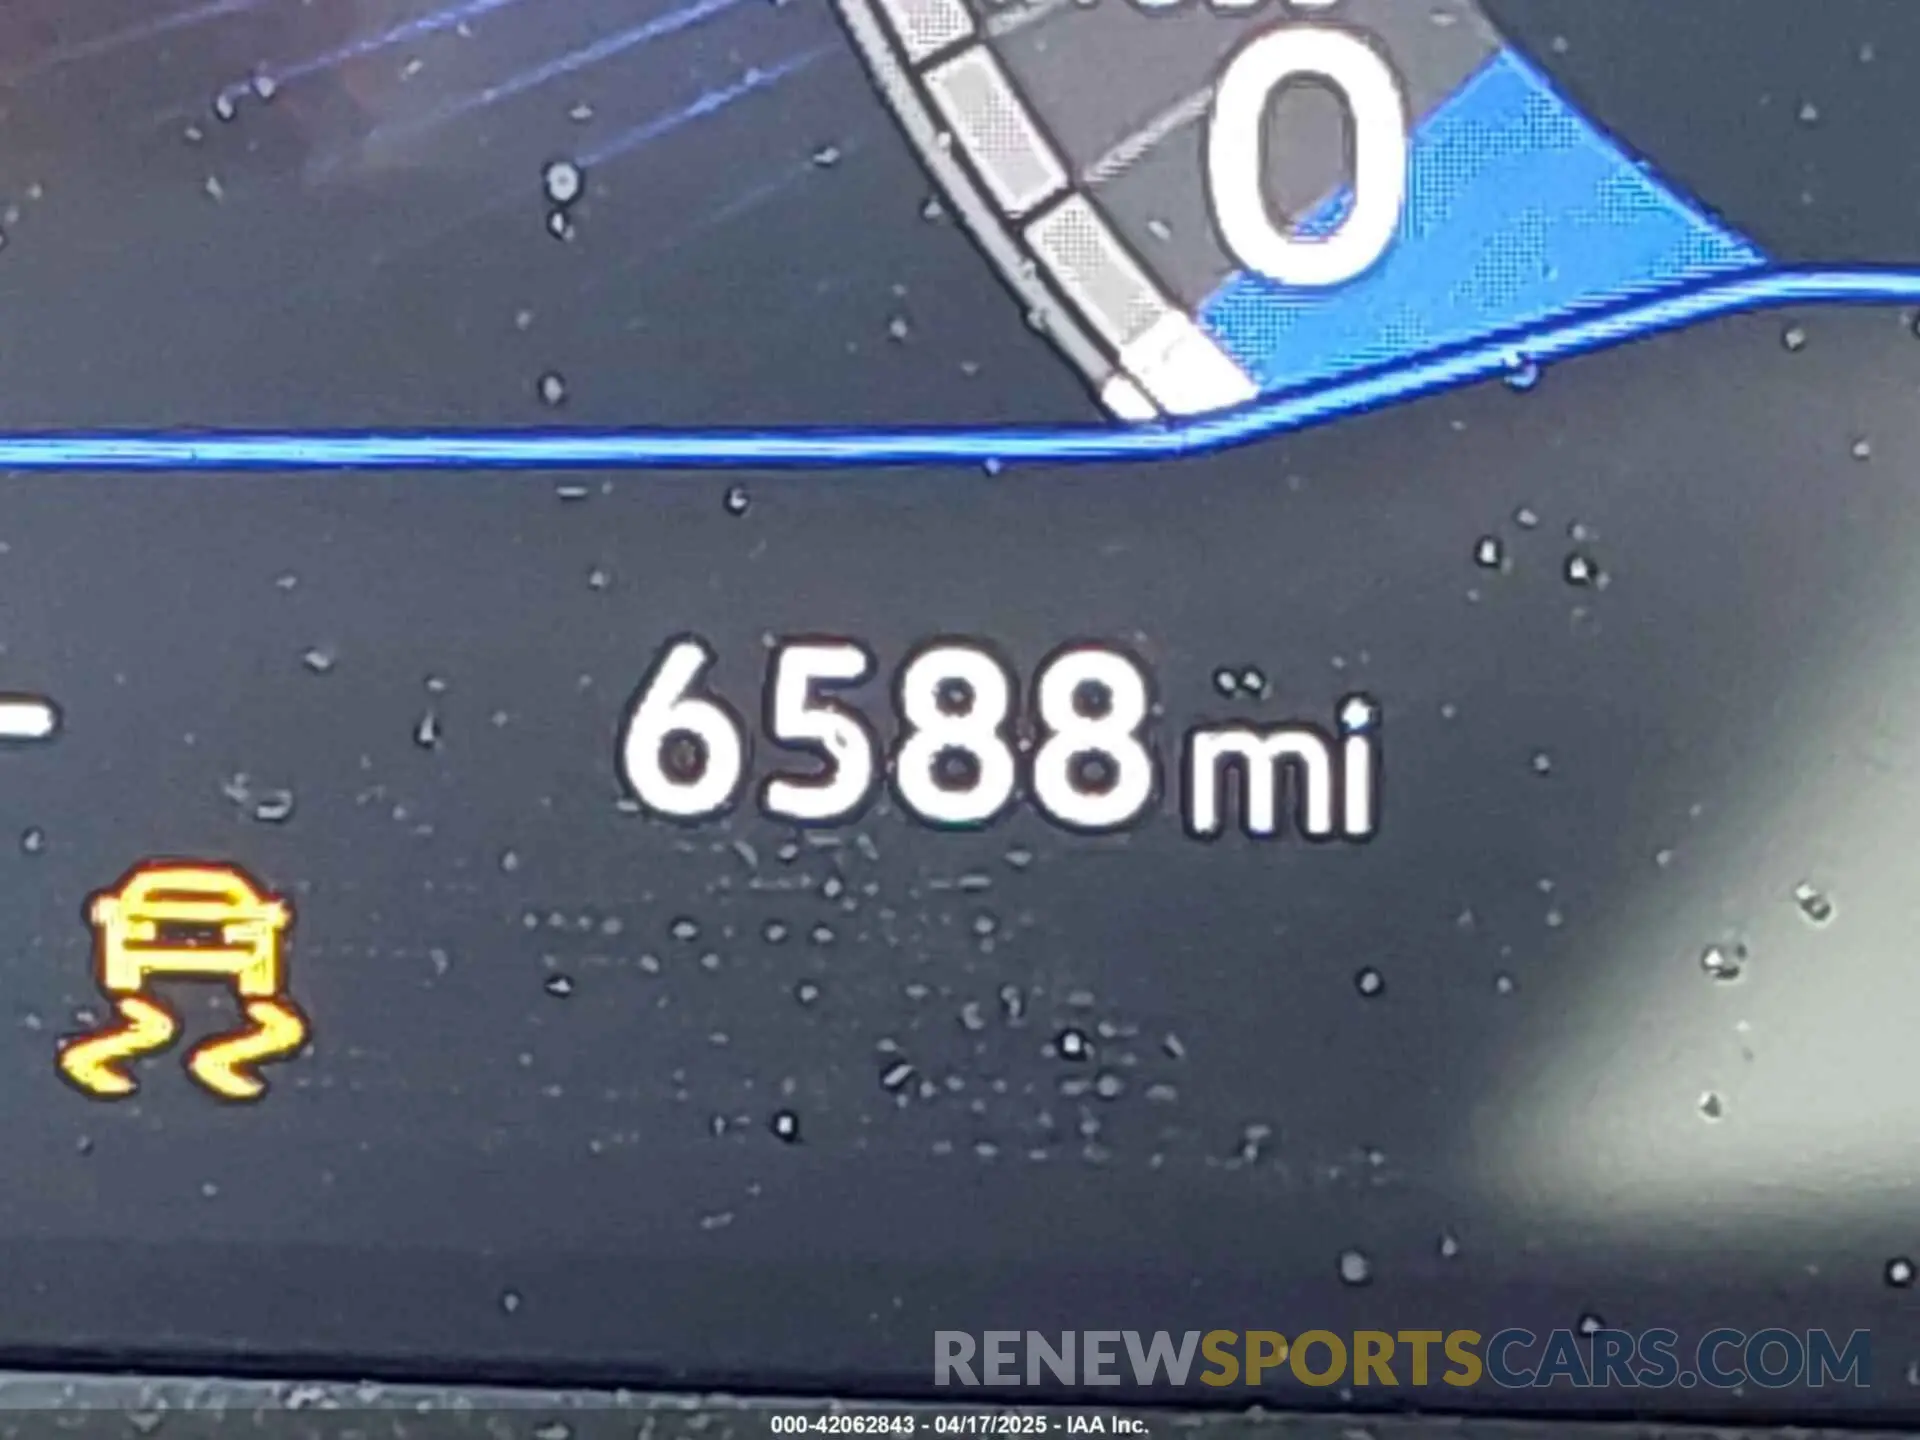 0
6588 mi
RENEWSPORTSCARS.COM
000-42062843 - 04/17/2025 - IAA Inc.